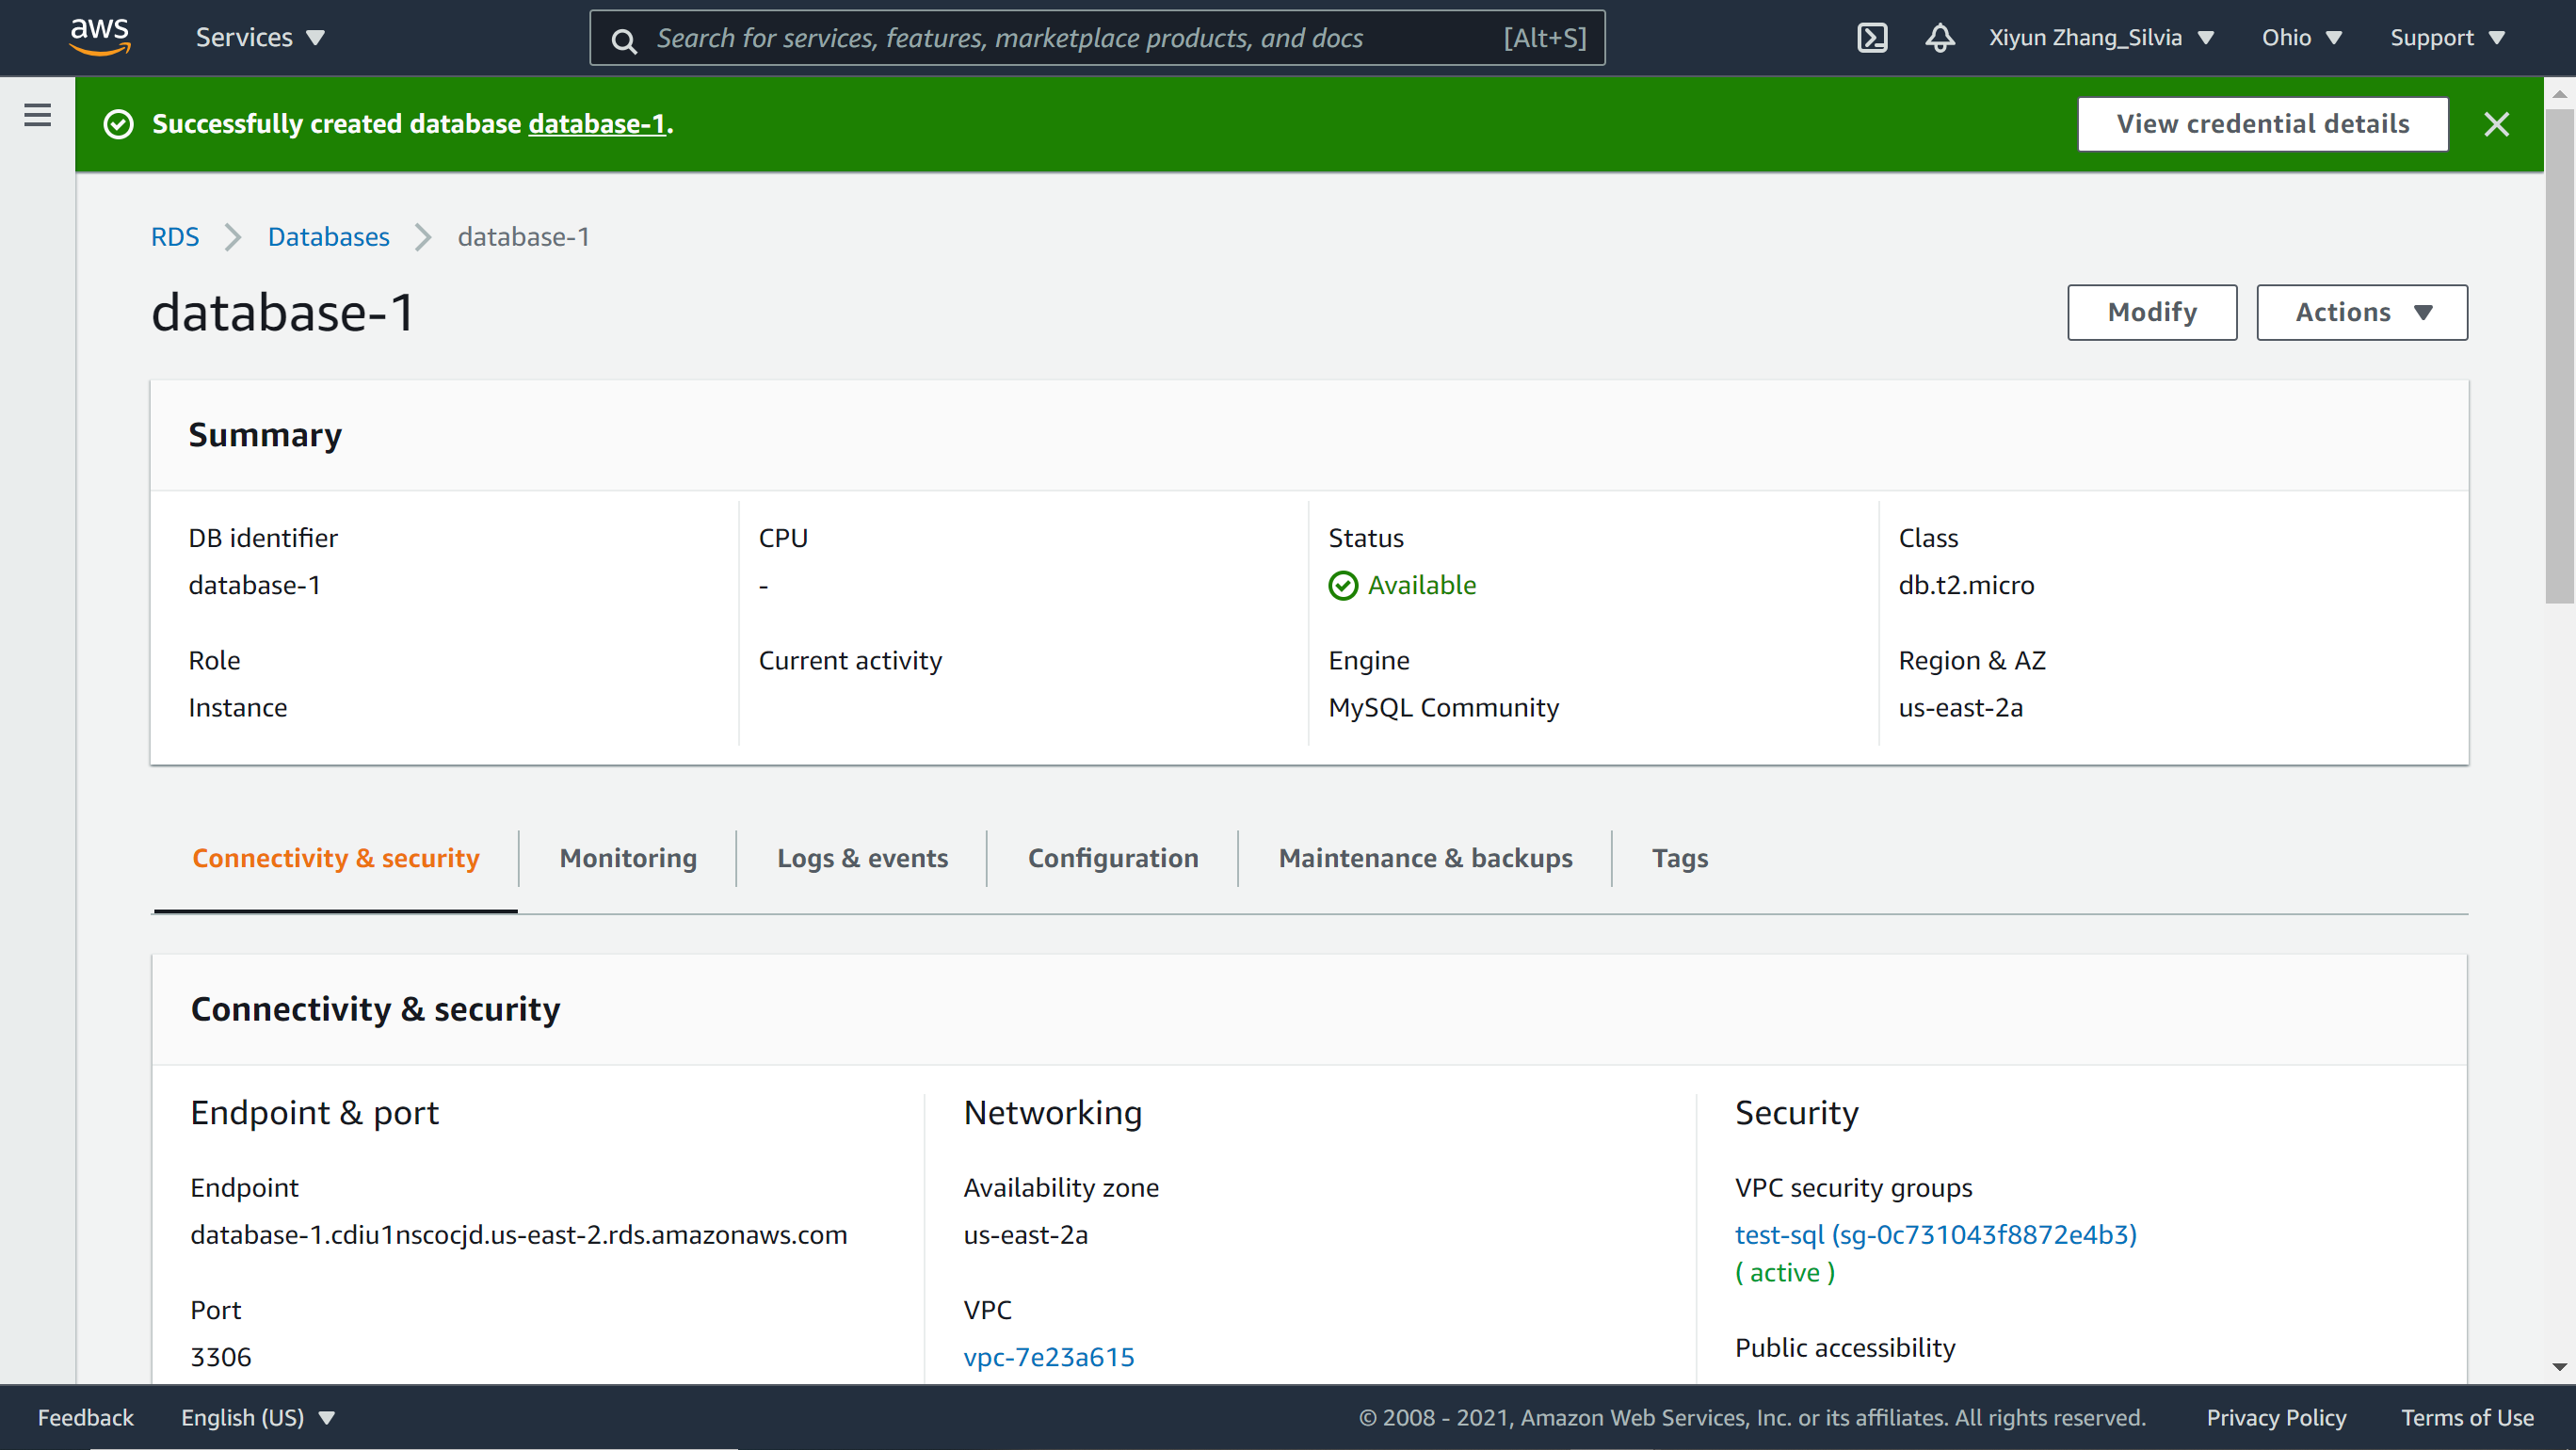 aws
Services
Search for services, features, marketplace products, and docs
[Alt+S]
Xiyun Zhang_Silvia
Ohio
Support
Successfully created database database-1.
View credential details
RDS
Databases
database-1
database-1
Modify
Actions
Summary
DB identifier
database-1
CPU
-
Status
Available
Class
db.t2.micro
Role
Instance
Current activity
Engine
MySQL Community
Region & AZ
us-east-2a
Connectivity & security
Monitoring
Logs & events
Configuration
Maintenance & backups
Tags
Connectivity & security
Endpoint & port
Endpoint
database-1.cdiu1nscocjd.us-east-2.rds.amazonaws.com
Port
3306
Networking
Availability zone
us-east-2a
VPC
vpc-7e23a615
Security
VPC security groups
test-sql (sg-0c731043f8872e4b3)
( active )
Public accessibility
Feedback
English (US)
© 2008 - 2021, Amazon Web Services, Inc. or its affiliates. All rights reserved.
Privacy Policy
Terms of Use